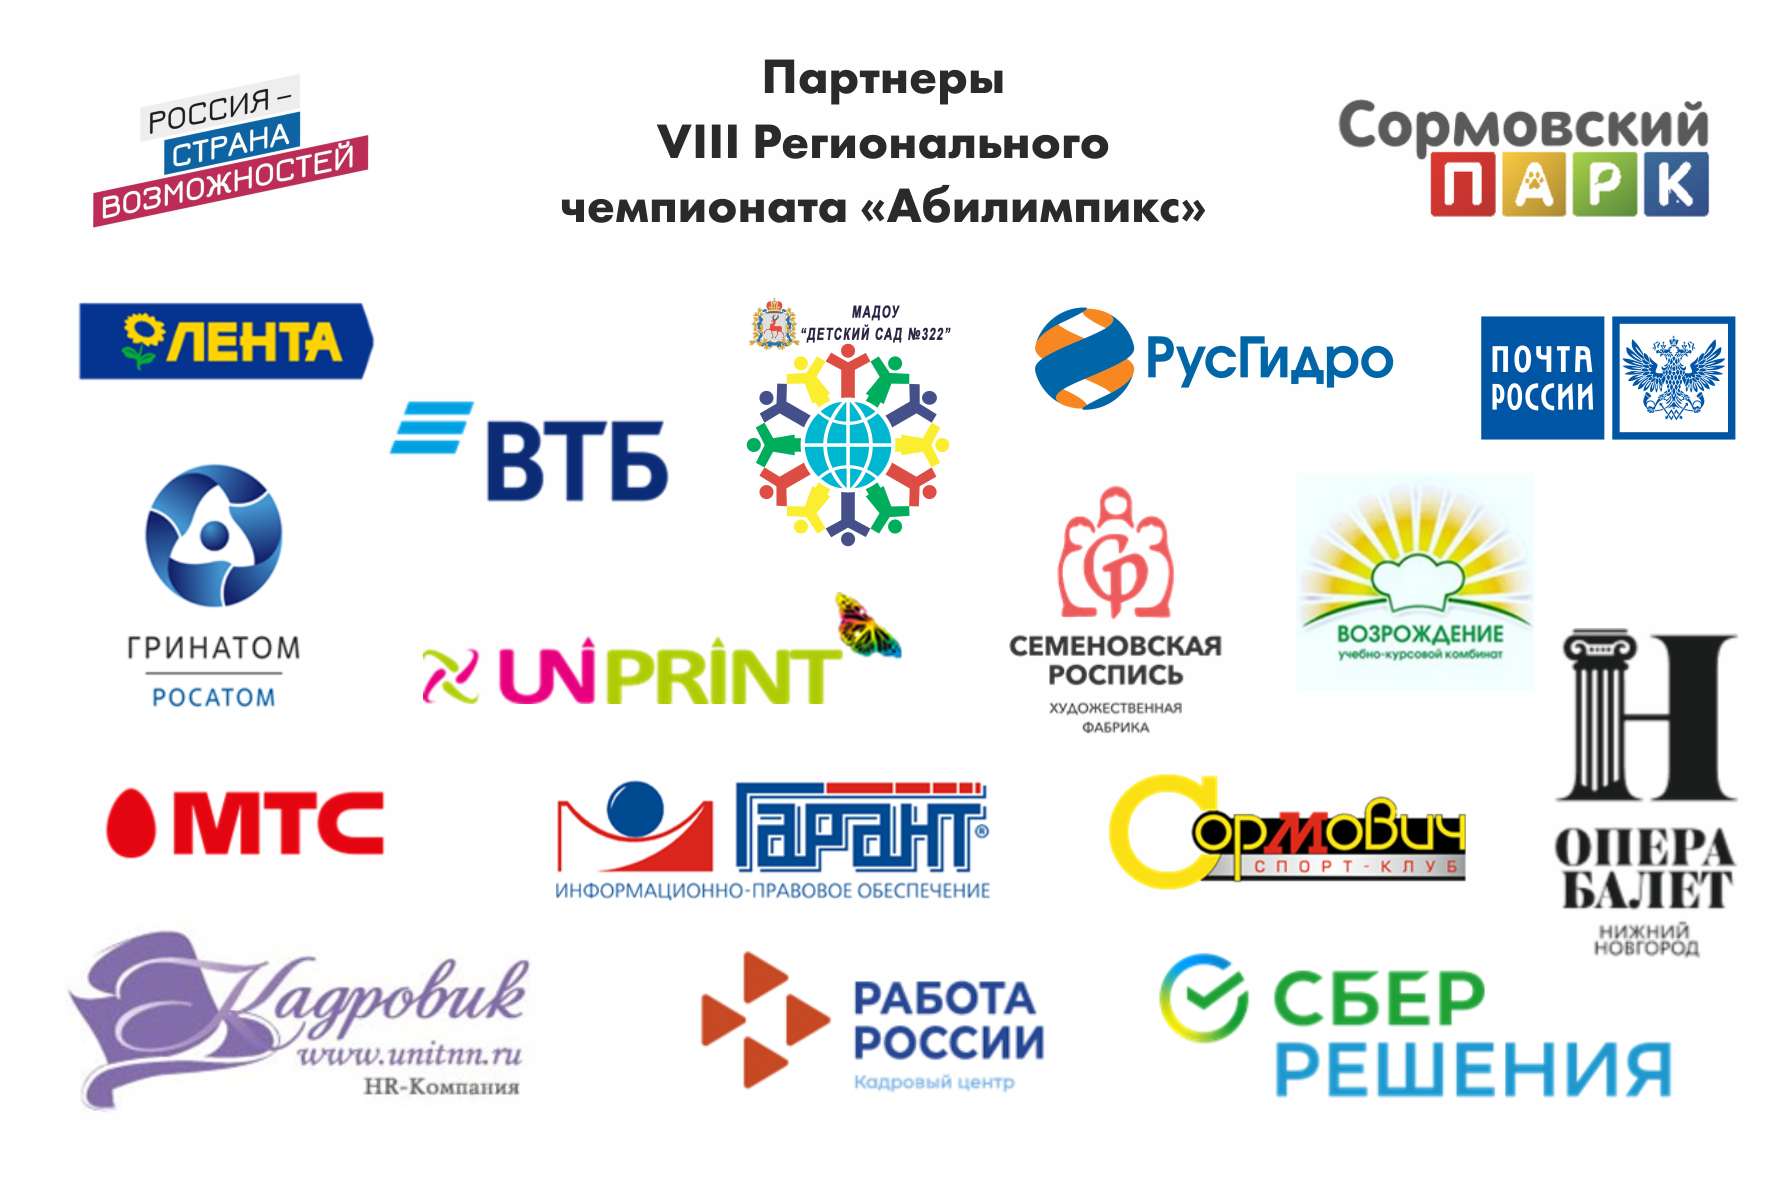 РОССИЯ –
СТРАНА
ВОЗМОЖНОСТЕЙ
Партнеры
VIII Регионального
чемпионата «Абилимпикс»
Сормовский
ПАРК
ЛЕНТА
ВТБ
МАДОУ
“ДЕТСКИЙ САД №322”
РусГидро
ПОЧТА
РОССИИ
ГРИНАТОМ
РОСАТОМ
UNIPRINT
СР
СЕМЕНОВСКАЯ
РОСПИСЬ
ХУДОЖЕСТВЕННАЯ
ФАБРИКА
ВОЗРОЖДЕНИЕ
учебно-курсовой комбинат
Н
ОПЕРА
БАЛЕТ
НИЖНИЙ
НОВГОРОД
МТС
ГАРАНТ®
ИНФОРМАЦИОННО-ПРАВОВОЕ ОБЕСПЕЧЕНИЕ
Сормович
СПОРТ-КЛУБ
Кадровик
www.unitnn.ru
HR-Компания
РАБОТА
РОССИИ
Кадровый центр
СБЕР
РЕШЕНИЯ